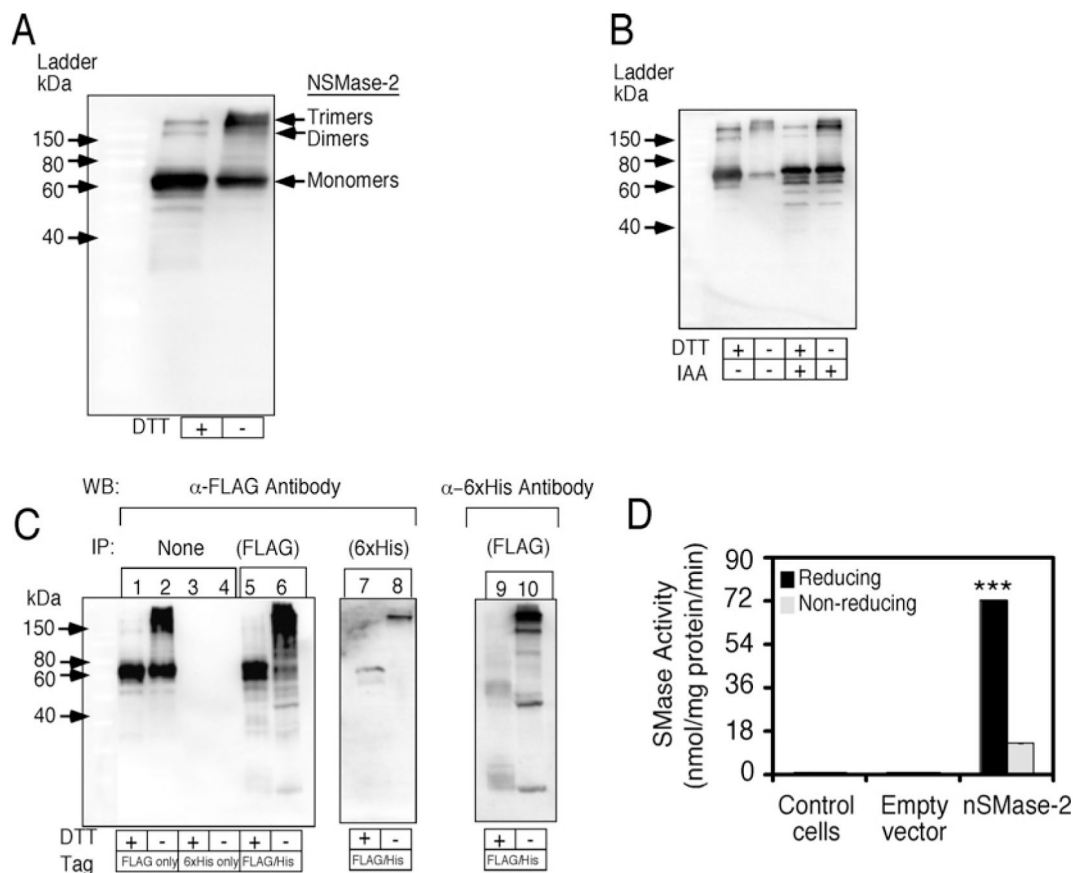 A
Ladder
kDa
NSMase-2
Trimers
150
Dimers
80
60
Monomers
40
DTT + -
B
Ladder
kDa
150
80
60
40
DTT + - + -
IAA - - + +
C
WB: α-FLAG Antibody α–6xHis Antibody
IP: None (FLAG) (6xHis) (FLAG)
kDa
1 2 3 4 5 6 7 8 9 10
150
80
60
40
DTT + - + - + - + - + -
Tag FLAG only 6xHis only FLAG/His FLAG/His FLAG/His
D
SMase Activity
(nmol/mg protein/min)
90
72
54
36
18
0
Reducing
Non-reducing
***
Control
cells
Empty
vector
nSMase-2